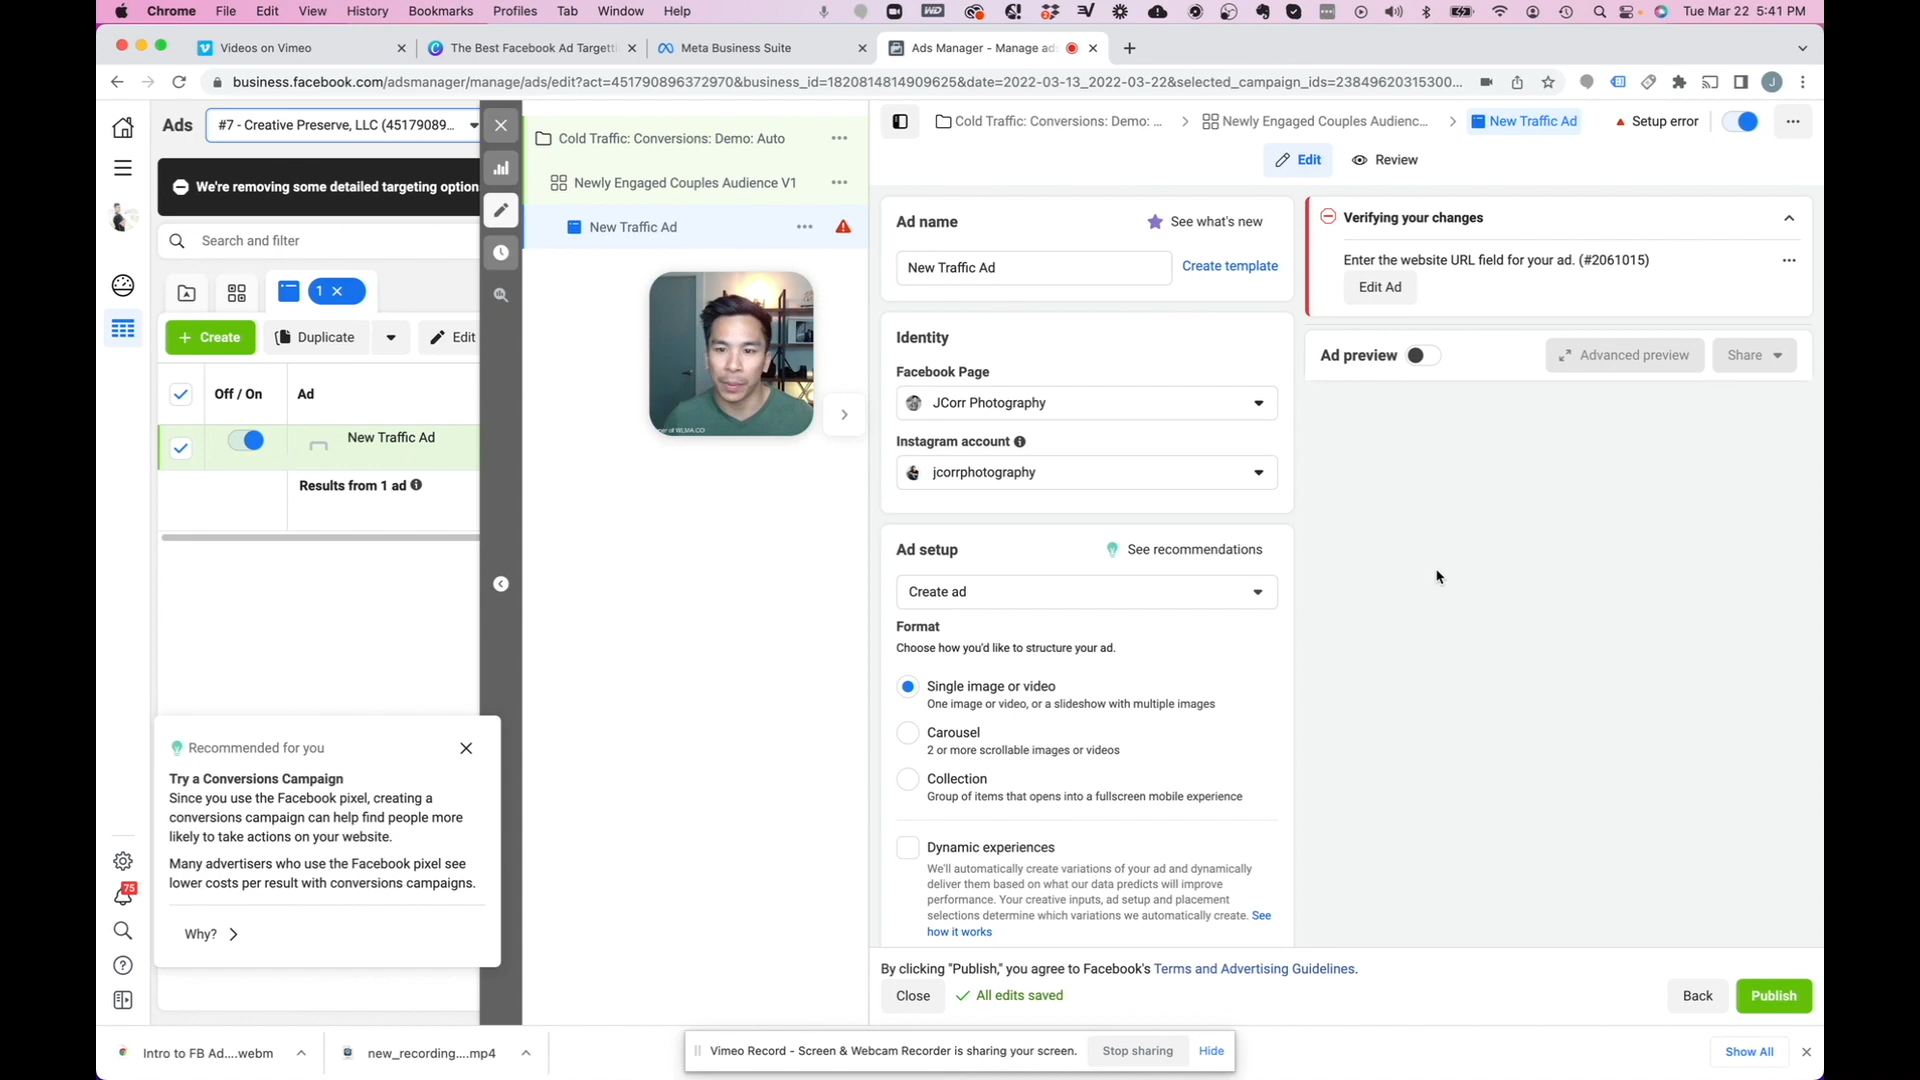 Chrome File Edit View History Bookmarks Profiles Tab Window Help Tue Mar 22 5:41 PM
Videos on Vimeo The Best Facebook Ad Targetti Meta Business Suite Ads Manager - Manage ads
business.facebook.com/adsmanager/manage/ads/edit?act=451790896372970&business_id=1820814814909625&date=2022-03-13_2022-03-22&selected_campaign_ids=23849620315300...
Ads #7 - Creative Preserve, LLC (45179089...
We're removing some detailed targeting option
Search and filter
1
Create Duplicate Edit
Off / On Ad
New Traffic Ad
Results from 1 ad
Recommended for you
Try a Conversions Campaign
Since you use the Facebook pixel, creating a
conversions campaign can help find people more
likely to take actions on your website.
Many advertisers who use the Facebook pixel see
lower costs per result with conversions campaigns.
Why?
75
Cold Traffic: Conversions: Demo: Auto
Newly Engaged Couples Audience V1
New Traffic Ad
Cold Traffic: Conversions: Demo: ... Newly Engaged Couples Audienc... New Traffic Ad Setup error
Edit Review
Ad name See what's new
New Traffic Ad Create template
Identity
Facebook Page
JCorr Photography
Instagram account
jcorrphotography
Ad setup See recommendations
Create ad
Format
Choose how you'd like to structure your ad.
Single image or video
One image or video, or a slideshow with multiple images
Carousel
2 or more scrollable images or videos
Collection
Group of items that opens into a fullscreen mobile experience
Dynamic experiences
We'll automatically create variations of your ad and dynamically
deliver them based on what our data predicts will improve
performance. Your creative inputs, ad setup and placement
selections determine which variations we automatically create. See
how it works
Verifying your changes
Enter the website URL field for your ad. (#2061015)
Edit Ad
Ad preview Advanced preview Share
By clicking "Publish," you agree to Facebook's Terms and Advertising Guidelines.
Close All edits saved Back Publish
Intro to FB Ad....webm new_recording....mp4 Vimeo Record - Screen & Webcam Recorder is sharing your screen. Stop sharing Hide Show All